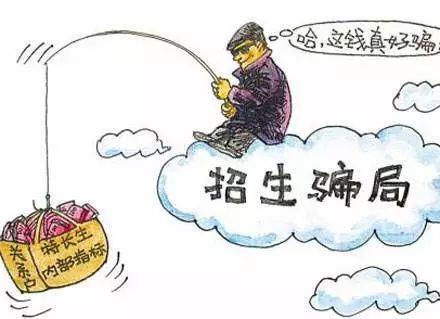 哈，这钱真好骗！
招生骗局
关系户
特长生
内部指标